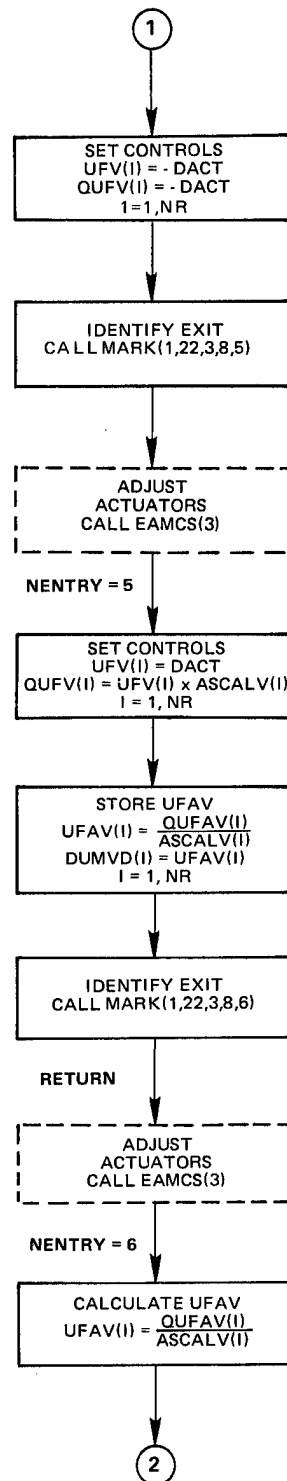 1
SET CONTROLS
UFV(I) = - DACT
QUFV(I) = - DACT
1=1,NR
IDENTIFY EXIT
CALL MARK(1,22,3,8,5)
ADJUST
ACTUATORS
CALL EAMCS(3)
NENTRY = 5
SET CONTROLS
UFV(I) = DACT
QUFV(I) = UFV(I) x ASCALV(I)
I = 1, NR
STORE UFAV
UFAV(I) = QUFAV(I)
ASCALV(I)
DUMVD(I) = UFAV(I)
I = 1, NR
IDENTIFY EXIT
CALL MARK(1,22,3,8,6)
RETURN
ADJUST
ACTUATORS
CALL EAMCS(3)
NENTRY = 6
CALCULATE UFAV
UFAV(I) = QUFAV(I)
ASCALV(I)
2